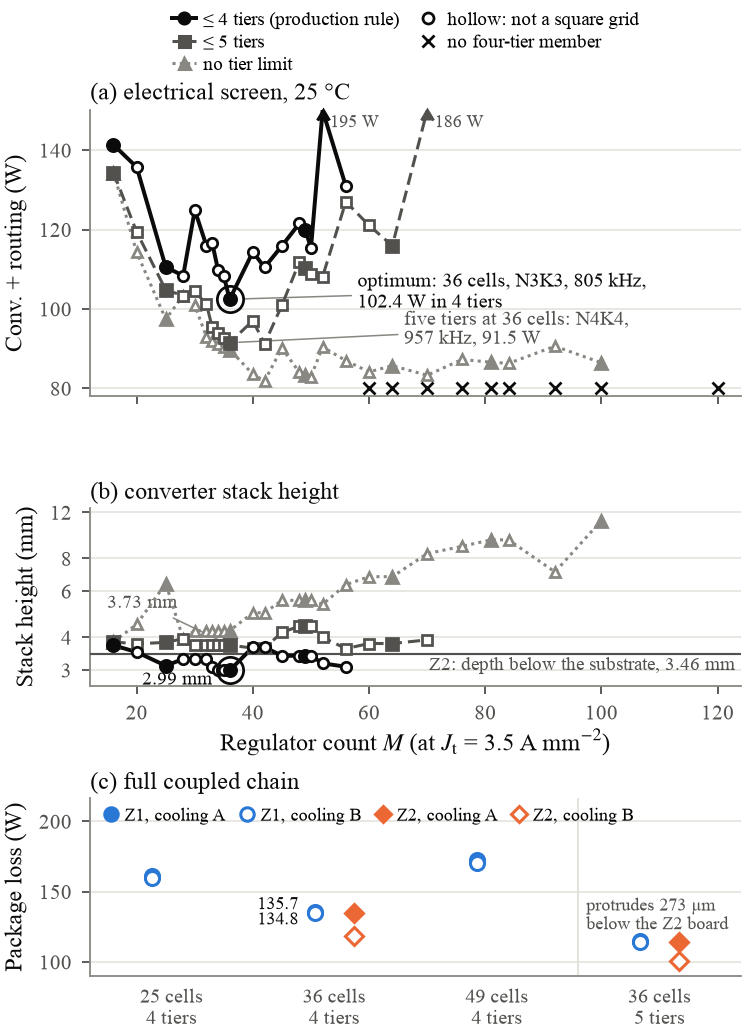 ≤ 4 tiers (production rule)
≤ 5 tiers
no tier limit
hollow: not a square grid
no four-tier member
(a) electrical screen, 25 °C
Conv. + routing (W)
140
120
100
80
195 W
186 W
optimum: 36 cells, N3K3, 805 kHz,
102.4 W in 4 tiers
five tiers at 36 cells: N4K4,
957 kHz, 91.5 W
(b) converter stack height
Stack height (mm)
12
8
6
4
3
3.73 mm
2.99 mm
Z2: depth below the substrate, 3.46 mm
20
40
60
80
100
120
Regulator count M (at Jt = 3.5 A mm−2)
(c) full coupled chain
Package loss (W)
200
150
100
Z1, cooling A
Z1, cooling B
Z2, cooling A
Z2, cooling B
135.7
134.8
protrudes 273 μm
below the Z2 board
25 cells
4 tiers
36 cells
4 tiers
49 cells
4 tiers
36 cells
5 tiers